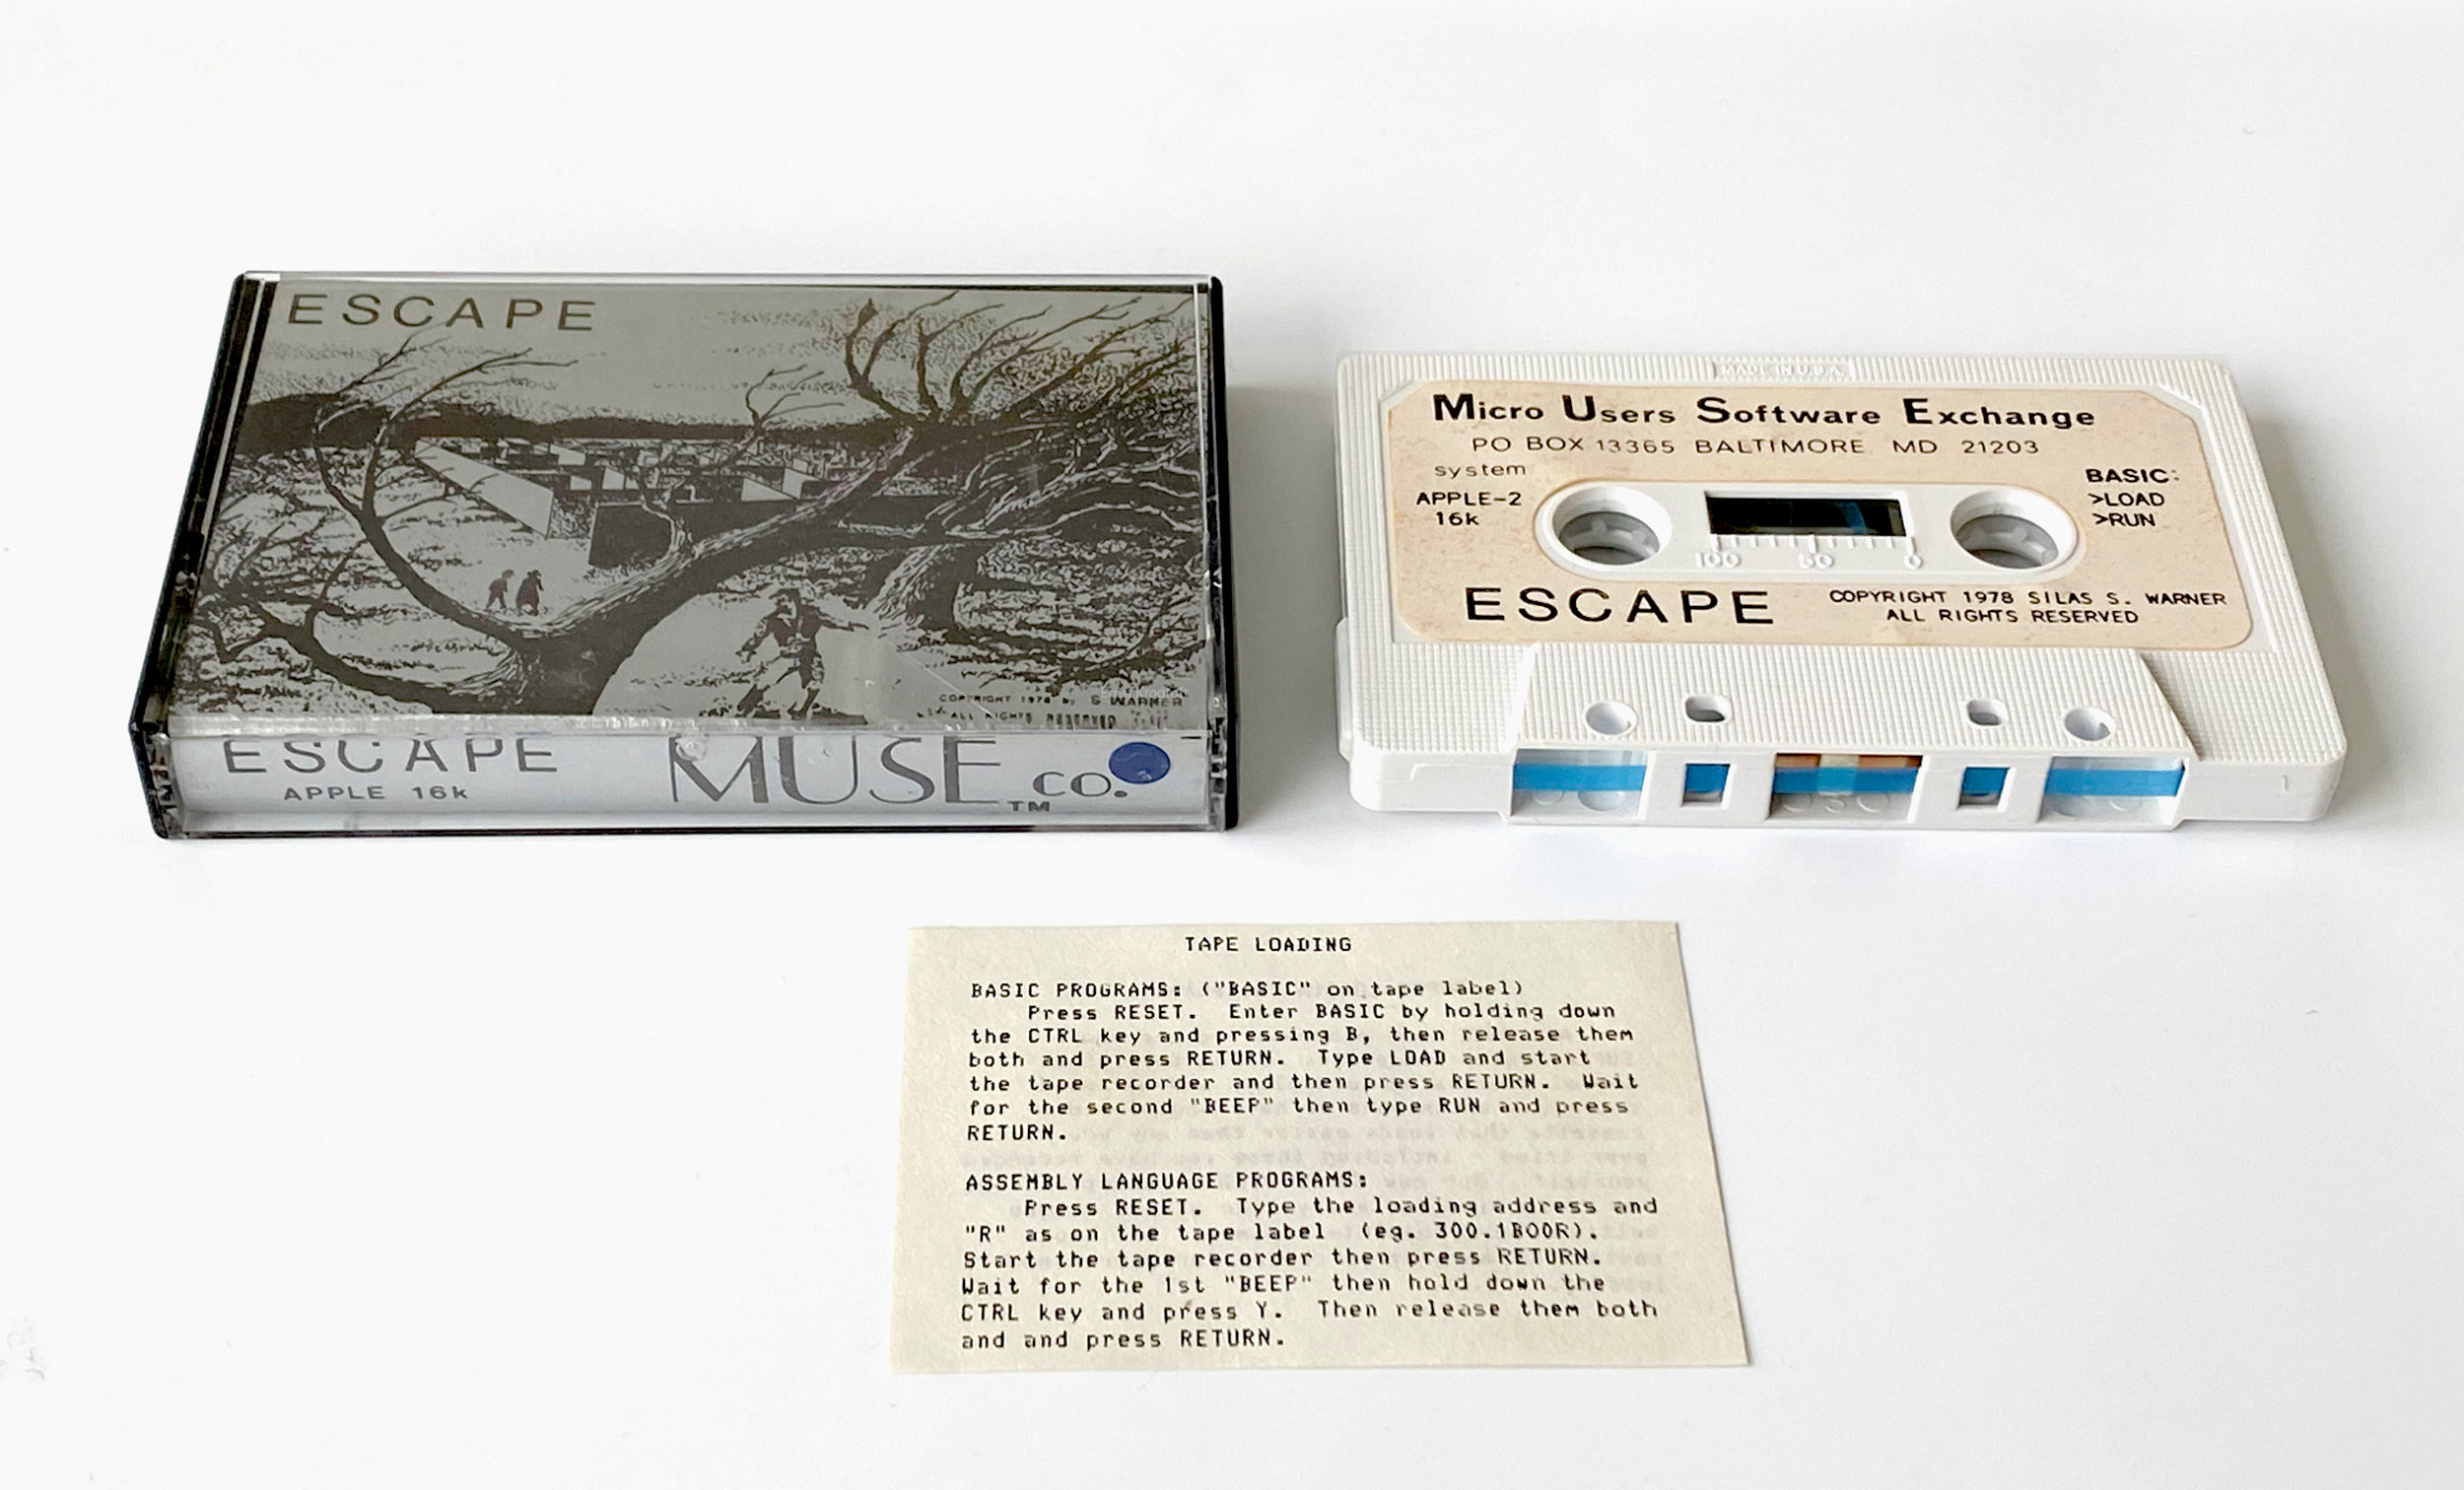 ESCAPE
COPYRIGHT 1978 by S WARNER
ALL RIGHTS RESERVED
ESCAPE
APPLE 16k
MUSE CO.
TM
MADE IN U.S.A.
Micro Users Software Exchange
PO BOX 13365 BALTIMORE MD 21203
system
APPLE-2
16k
BASIC:
>LOAD
>RUN
100 50 0
ESCAPE
COPYRIGHT 1978 SILAS S. WARNER
ALL RIGHTS RESERVED
TAPE LOADING
BASIC PROGRAMS: ("BASIC" on tape label)
Press RESET. Enter BASIC by holding down
the CTRL key and pressing B, then release them
both and press RETURN. Type LOAD and start
the tape recorder and then press RETURN. Wait
for the second "BEEP" then type RUN and press
RETURN.
ASSEMBLY LANGUAGE PROGRAMS:
Press RESET. Type the loading address and
"R" as on the tape label (eg. 300.1B00R).
Start the tape recorder then press RETURN.
Wait for the 1st "BEEP" then hold down the
CTRL key and press Y. Then release them both
and and press RETURN.